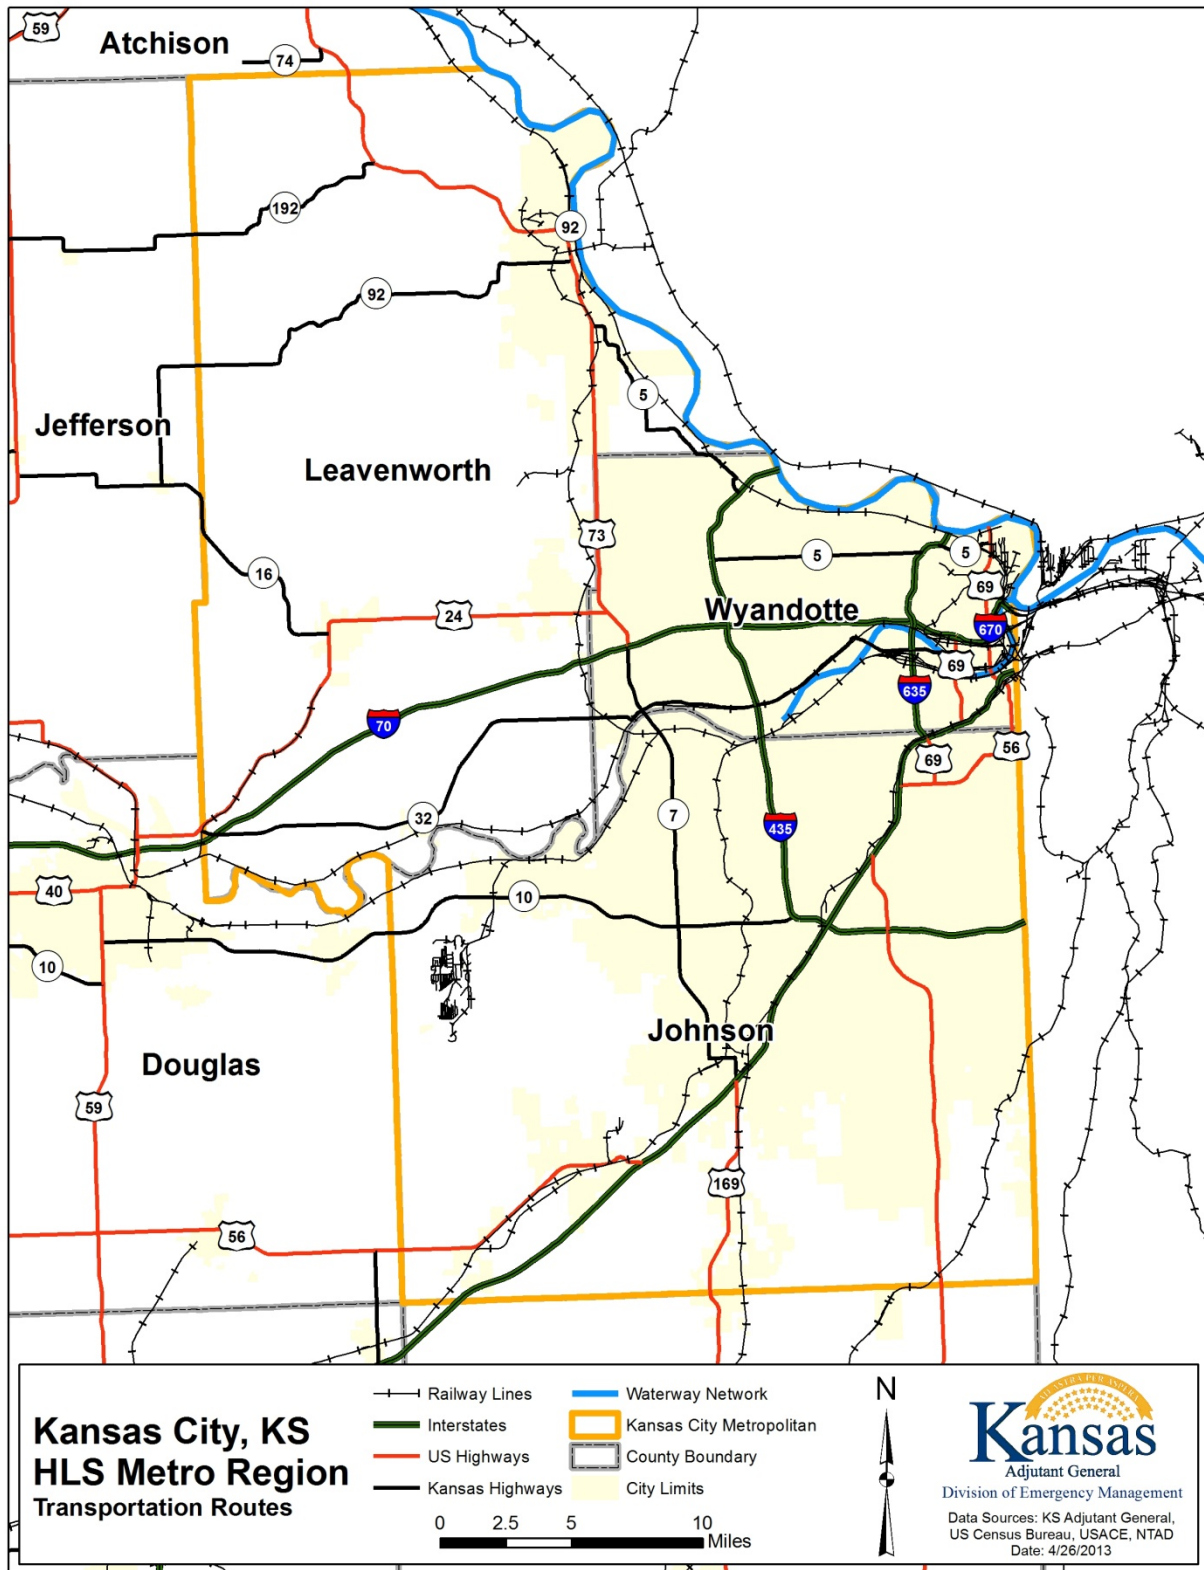 59
Atchison
74
192
92
92
5
Jefferson
Leavenworth
73
5
5
16
69
24
Wyandotte
670
69
635
70
56
69
32
7
435
40
10
10
Johnson
Douglas
59
169
56
Kansas City, KS
HLS Metro Region
Transportation Routes
Railway Lines
Interstates
US Highways
Kansas Highways
Waterway Network
Kansas City Metropolitan
County Boundary
City Limits
0 2.5 5 10
Miles
N
AD ASTRA PER ASPERA
Kansas
Adjutant General
Division of Emergency Management
Data Sources: KS Adjutant General,
US Census Bureau, USACE, NTAD
Date: 4/26/2013